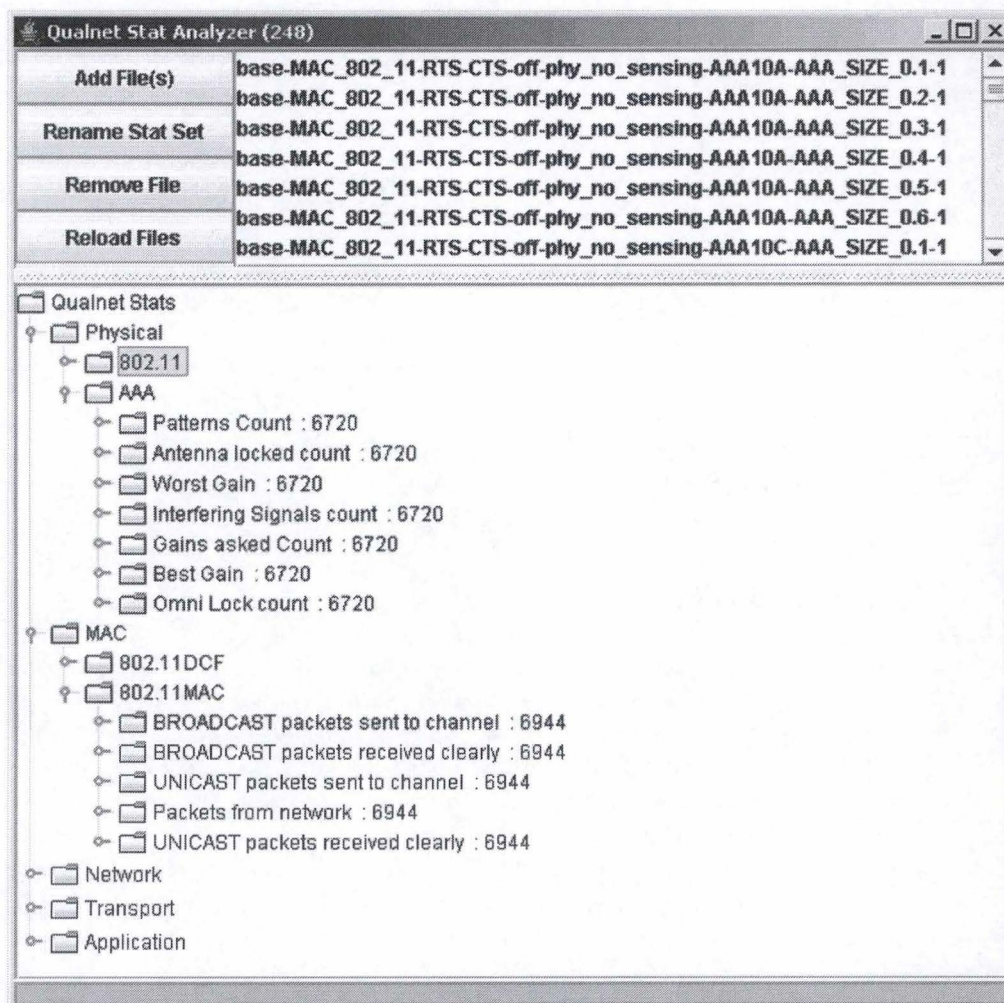 Qualnet Stat Analyzer (248)
Add File(s)
Rename Stat Set
Remove File
Reload Files
base-MAC_802_11-RTS-CTS-off-phy_no_sensing-AAA10A-AAA_SIZE_0.1-1
base-MAC_802_11-RTS-CTS-off-phy_no_sensing-AAA10A-AAA_SIZE_0.2-1
base-MAC_802_11-RTS-CTS-off-phy_no_sensing-AAA10A-AAA_SIZE_0.3-1
base-MAC_802_11-RTS-CTS-off-phy_no_sensing-AAA10A-AAA_SIZE_0.4-1
base-MAC_802_11-RTS-CTS-off-phy_no_sensing-AAA10A-AAA_SIZE_0.5-1
base-MAC_802_11-RTS-CTS-off-phy_no_sensing-AAA10A-AAA_SIZE_0.6-1
base-MAC_802_11-RTS-CTS-off-phy_no_sensing-AAA10C-AAA_SIZE_0.1-1
Qualnet Stats
Physical
802.11
AAA
Patterns Count : 6720
Antenna locked count : 6720
Worst Gain : 6720
Interfering Signals count : 6720
Gains asked Count : 6720
Best Gain : 6720
Omni Lock count : 6720
MAC
802.11DCF
802.11MAC
BROADCAST packets sent to channel : 6944
BROADCAST packets received clearly : 6944
UNICAST packets sent to channel : 6944
Packets from network : 6944
UNICAST packets received clearly : 6944
Network
Transport
Application